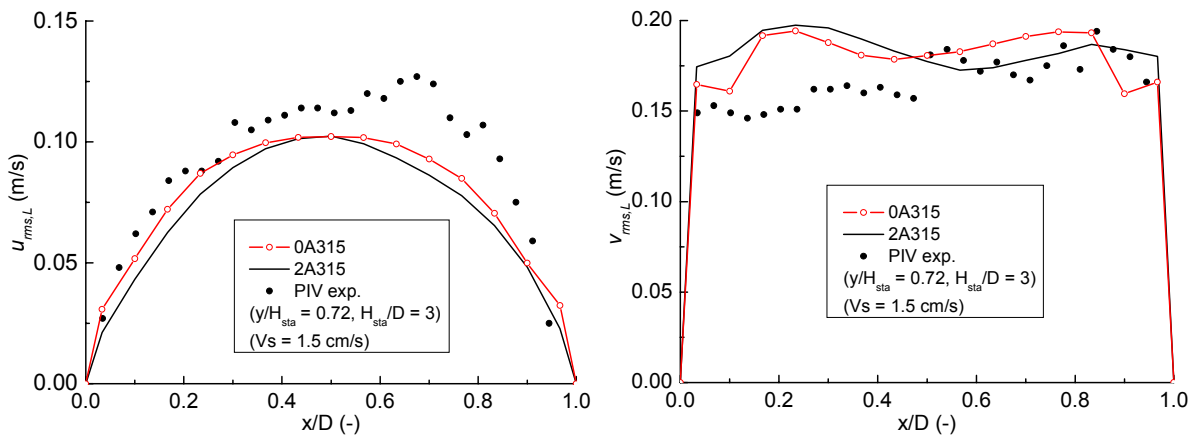 0.15
0.10
0.05
0.00
u_rms,L (m/s)
0A315
2A315
PIV exp.
(y/H_sta = 0.72, H_sta/D = 3)
(Vs = 1.5 cm/s)
0.0 0.2 0.4 0.6 0.8 1.0
x/D (-)
0.20
0.15
0.10
0.05
0.00
v_rms,L (m/s)
0A315
2A315
PIV exp.
(y/H_sta = 0.72, H_sta/D = 3)
(Vs = 1.5 cm/s)
0.0 0.2 0.4 0.6 0.8 1.0
x/D (-)